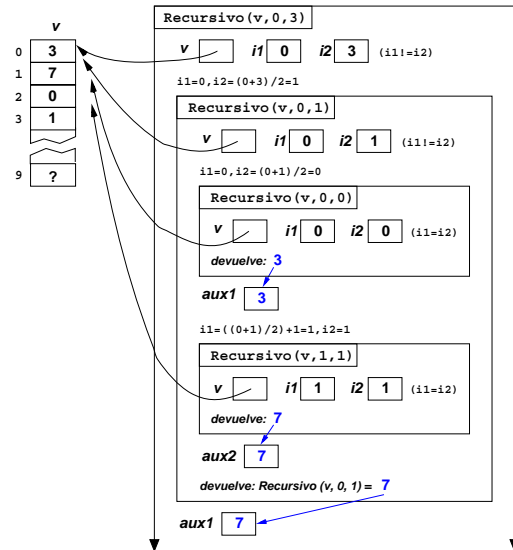 Recursivo(v,0,3)
v
0 3
1 7
2 0
3 1
9 ?
v i1 0 i2 3 (i1!=i2)
i1=0,i2=(0+3)/2=1
Recursivo(v,0,1)
v i1 0 i2 1 (i1!=i2)
i1=0,i2=(0+1)/2=0
Recursivo(v,0,0)
v i1 0 i2 0 (i1=i2)
devuelve: 3
aux1 3
i1=((0+1)/2)+1=1,i2=1
Recursivo(v,1,1)
v i1 1 i2 1 (i1=i2)
devuelve: 7
aux2 7
devuelve: Recursivo (v, 0, 1) = 7
aux1 7